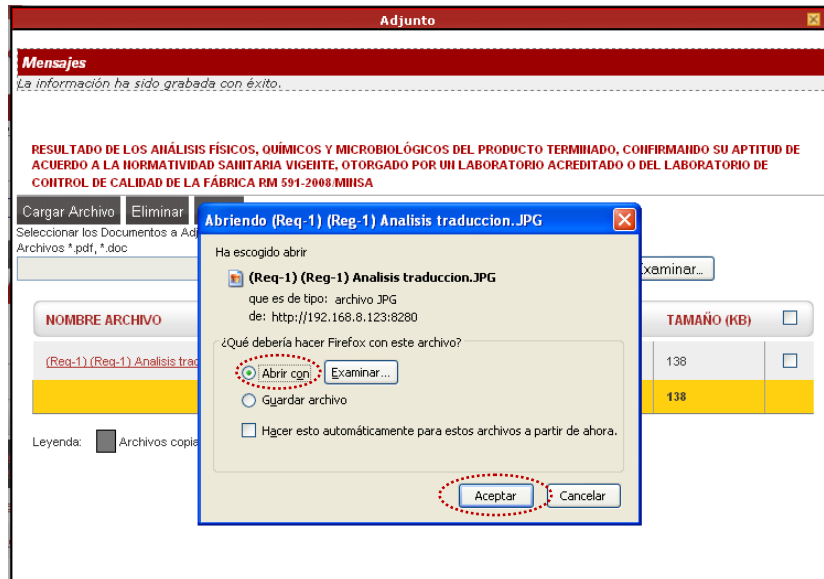 Adjunto
Mensajes
La información ha sido grabada con éxito.
RESULTADO DE LOS ANÁLISIS FÍSICOS, QUÍMICOS Y MICROBIOLÓGICOS DEL PRODUCTO TERMINADO, CONFIRMANDO SU APTITUD DE
ACUERDO A LA NORMATIVIDAD SANITARIA VIGENTE, OTORGADO POR UN LABORATORIO ACREDITADO O DEL LABORATORIO DE
CONTROL DE CALIDAD DE LA FÁBRICA RM 591-2008/MINSA
Cargar Archivo Eliminar
Seleccionar los Documentos a Adj
Archivos *.pdf, *.doc
xaminar...
NOMBRE ARCHIVO TAMAÑO (KB)
(Req-1) (Req-1) Analisis trac 138
138
Leyenda: Archivos copia
Abriendo (Req-1) (Reg-1) Analisis traduccion.JPG
Ha escogido abrir
(Req-1) (Reg-1) Analisis traduccion.JPG
que es de tipo: archivo JPG
de: http://192.168.8.123:8280
¿Qué debería hacer Firefox con este archivo?
Abrir con Examinar...
Guardar archivo
Hacer esto automáticamente para estos archivos a partir de ahora.
Aceptar Cancelar